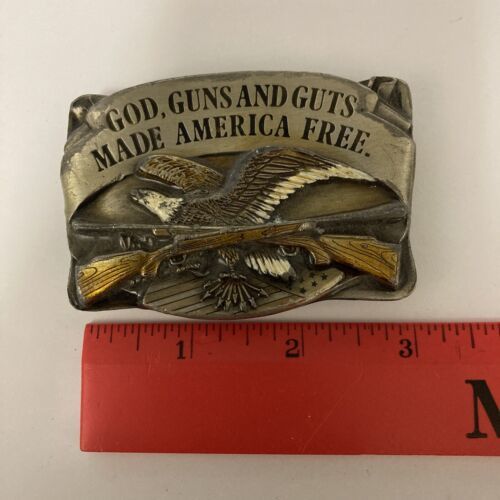 GOD, GUNS AND GUTS
MADE AMERICA FREE.
1 2 3